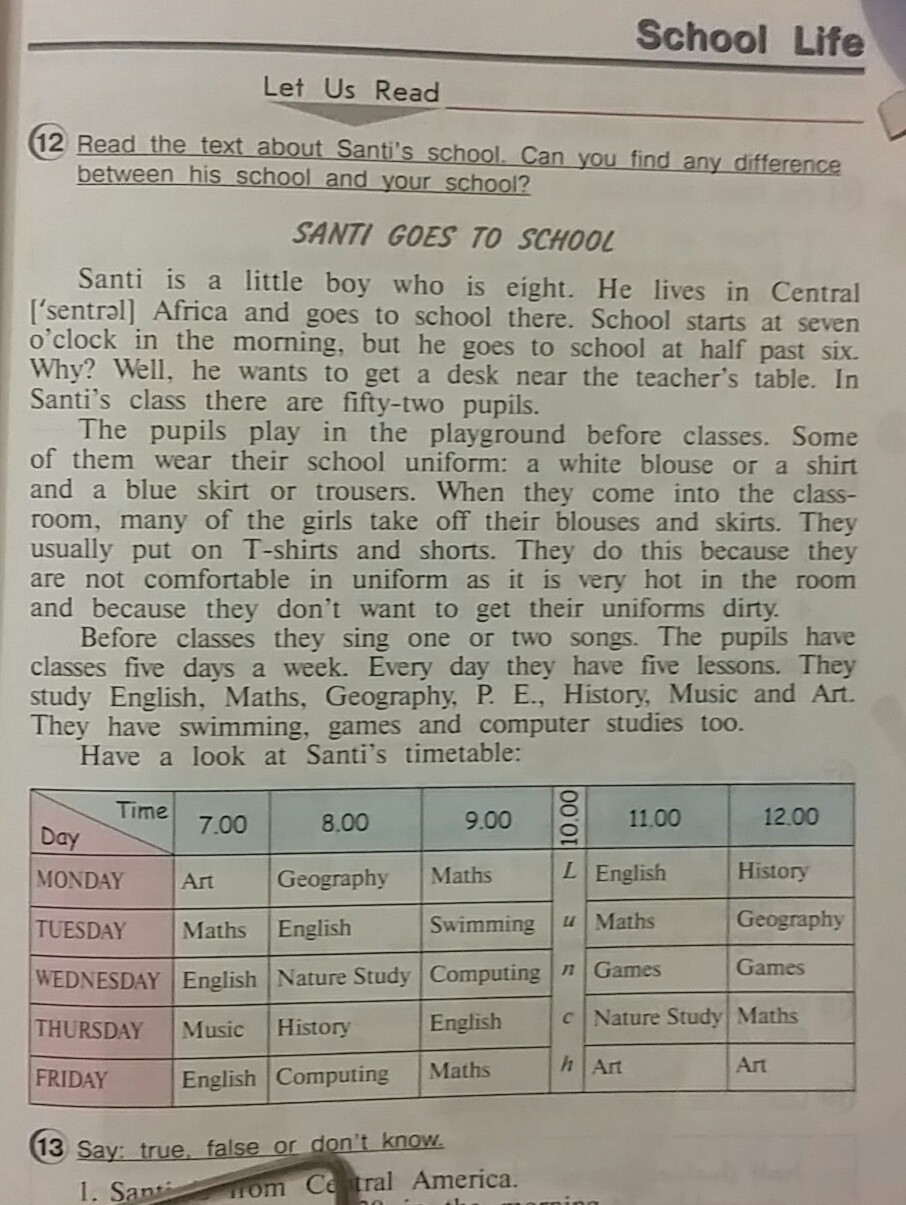 School Life
Let Us Read
12 Read the text about Santi's school. Can you find any difference
between his school and your school?
SANTI GOES TO SCHOOL
Santi is a little boy who is eight. He lives in Central
[ʹsentrəl] Africa and goes to school there. School starts at seven
o'clock in the morning, but he goes to school at half past six.
Why? Well, he wants to get a desk near the teacher's table. In
Santi's class there are fifty-two pupils.
The pupils play in the playground before classes. Some
of them wear their school uniform: a white blouse or a shirt
and a blue skirt or trousers. When they come into the class-
room, many of the girls take off their blouses and skirts. They
usually put on T-shirts and shorts. They do this because they
are not comfortable in uniform as it is very hot in the room
and because they don't want to get their uniforms dirty.
Before classes they sing one or two songs. The pupils have
classes five days a week. Every day they have five lessons. They
study English, Maths, Geography, P. E., History, Music and Art.
They have swimming, games and computer studies too.
Have a look at Santi's timetable:
Time Day 7.00 8.00 9.00 10.00 11.00 12.00
MONDAY Art Geography Maths L English History
TUESDAY Maths English Swimming u Maths Geography
WEDNESDAY English Nature Study Computing n Games Games
THURSDAY Music History English c Nature Study Maths
FRIDAY English Computing Maths h Art Art
13 Say: true, false or don't know.
1. Santi from Central America.
in the morning